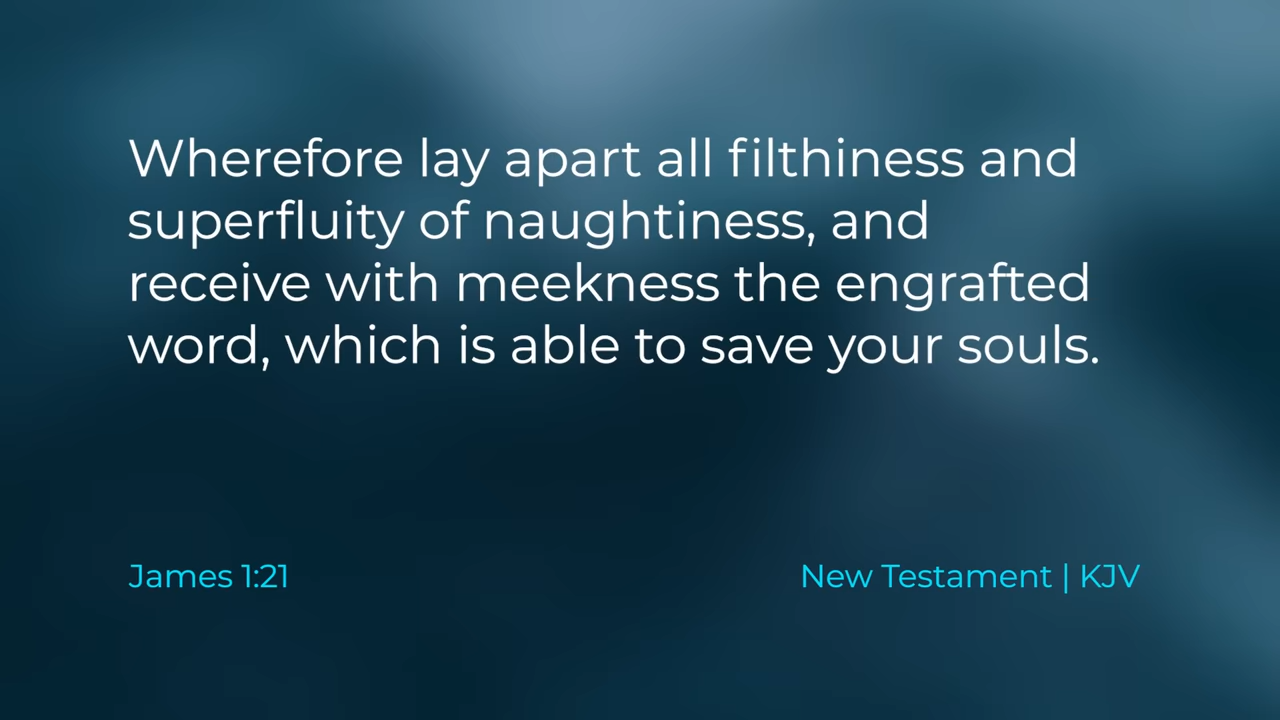 Wherefore lay apart all filthiness and
superfluity of naughtiness, and
receive with meekness the engrafted
word, which is able to save your souls.
James 1:21
New Testament | KJV